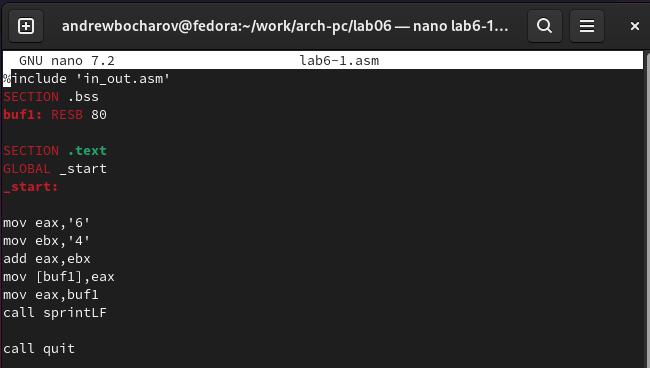 andrewbocharov@fedora:~/work/arch-pc/lab06 — nano lab6-1…
GNU nano 7.2 lab6-1.asm
%include 'in_out.asm'
SECTION .bss
buf1: RESB 80
SECTION .text
GLOBAL _start
_start:
mov eax,'6'
mov ebx,'4'
add eax,ebx
mov [buf1],eax
mov eax,buf1
call sprintLF
call quit